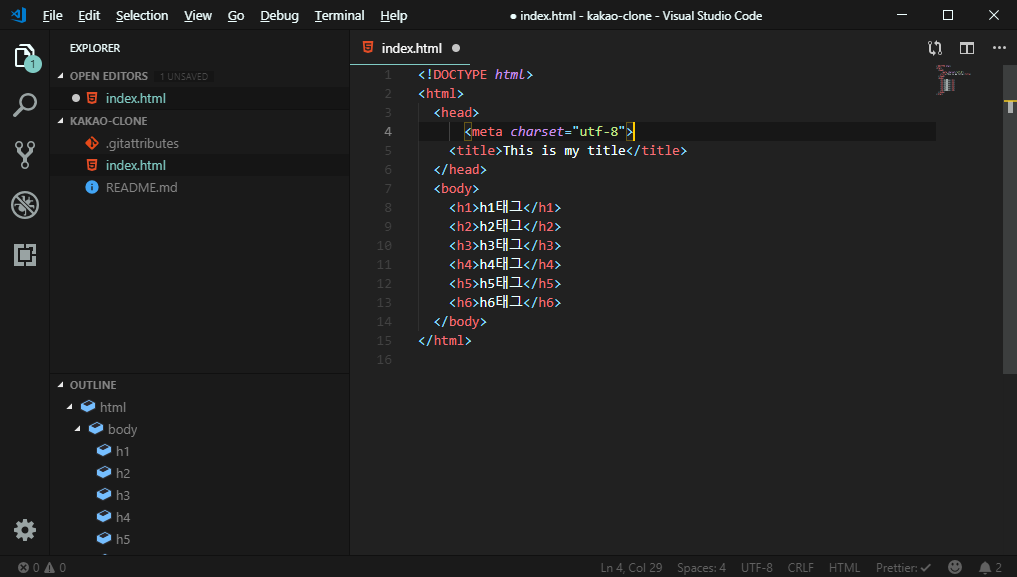 File Edit Selection View Go Debug Terminal Help
● index.html - kakao-clone - Visual Studio Code
1
EXPLORER
OPEN EDITORS 1 UNSAVED
index.html
KAKAO-CLONE
.gitattributes
index.html
README.md
OUTLINE
html
body
h1
h2
h3
h4
h5
index.html
1 <!DOCTYPE html>
2 <html>
3 <head>
4 <meta charset="utf-8">
5 <title>This is my title</title>
6 </head>
7 <body>
8 <h1>h1태그</h1>
9 <h2>h2태그</h2>
10 <h3>h3태그</h3>
11 <h4>h4태그</h4>
12 <h5>h5태그</h5>
13 <h6>h6태그</h6>
14 </body>
15 </html>
16
0 0 Ln 4, Col 29 Spaces: 4 UTF-8 CRLF HTML Prettier: ✓ 2